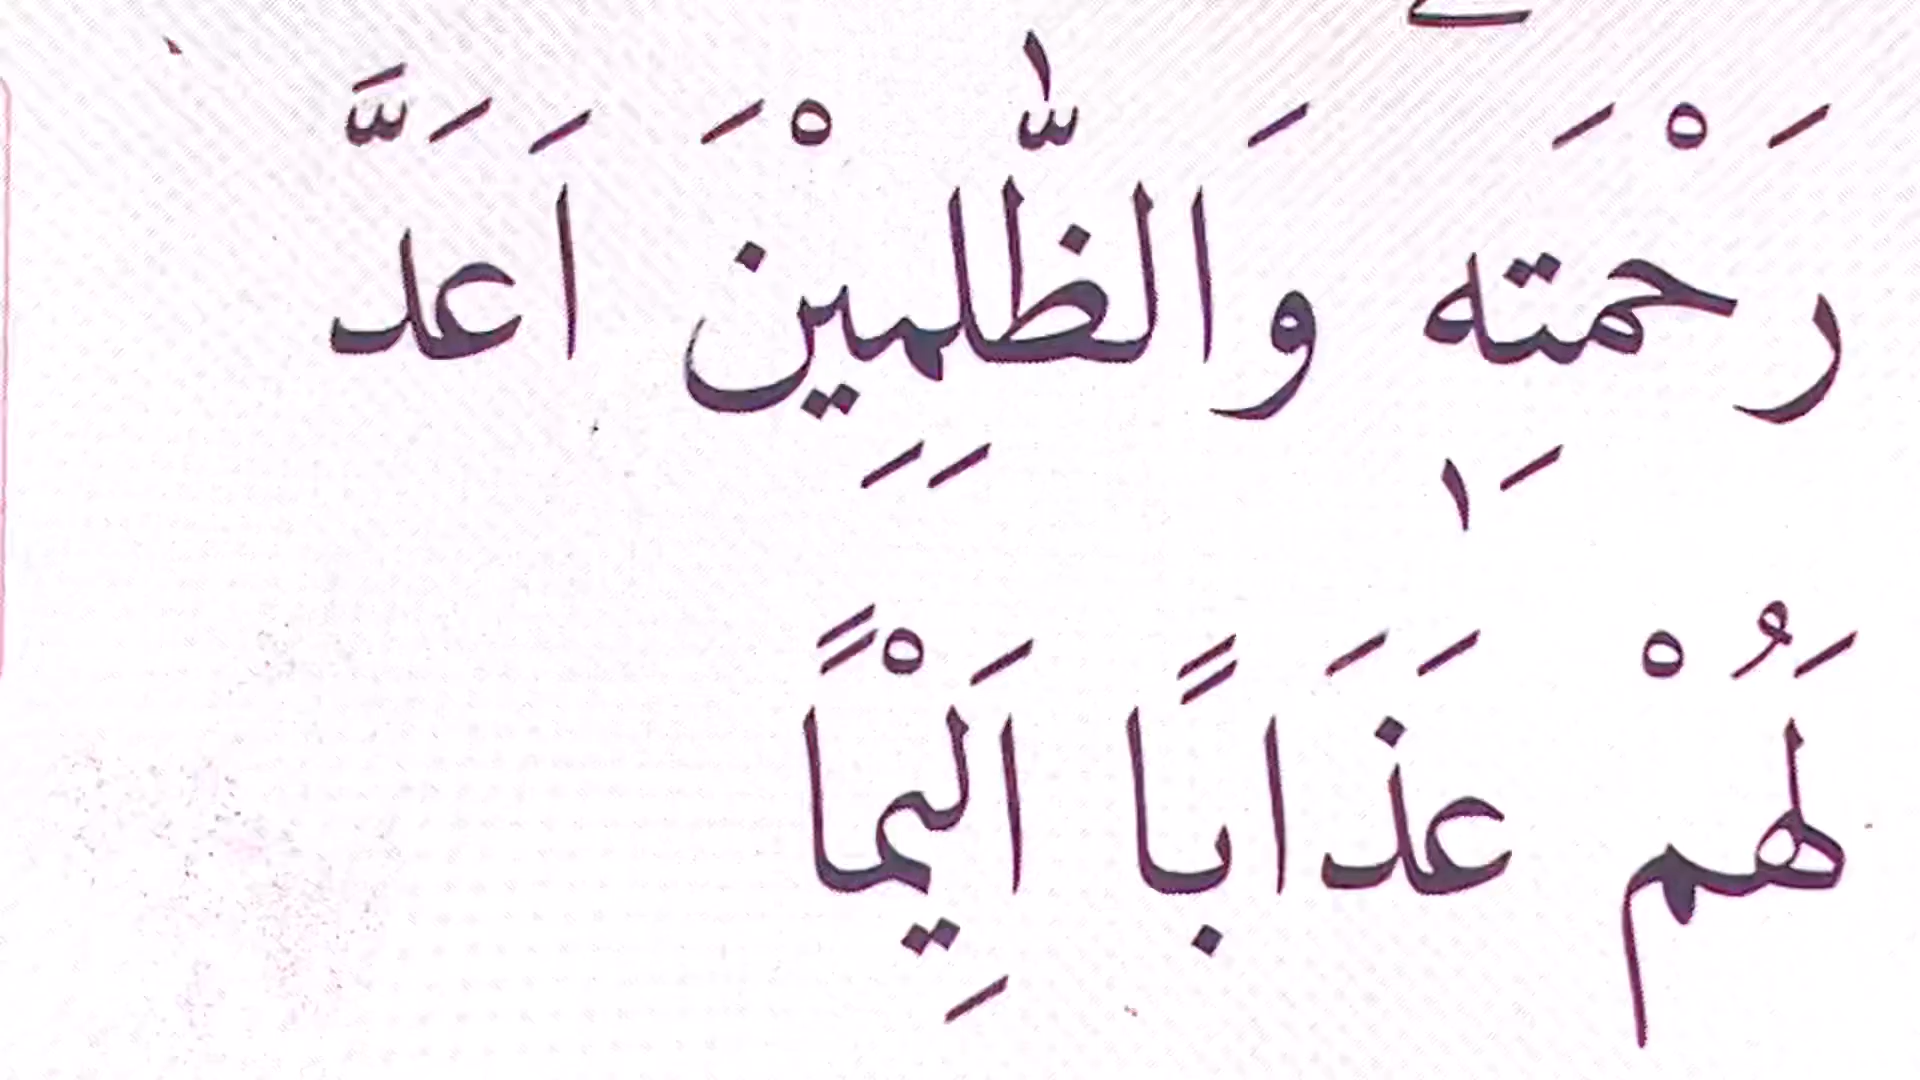 رَحْمَتِهٖ وَالظّٰلِمِيْنَ اَعَدَّ
لَهُمْ عَذَابًا اَلِيْمًا